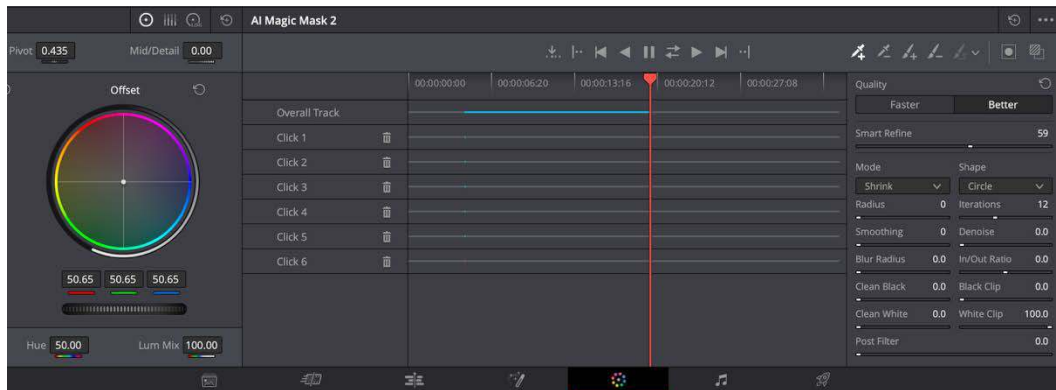 AI Magic Mask 2
Pivot 0.435 Mid/Detail 0.00
Offset
50.65 50.65 50.65
Hue 50.00 Lum Mix 100.00
00:00:00:00 00:00:06:20 00:00:13:16 00:00:20:12 00:00:27:08
Overall Track
Click 1
Click 2
Click 3
Click 4
Click 5
Click 6
Quality
Faster Better
Smart Refine 59
Mode Shape
Shrink Circle
Radius 0 Iterations 12
Smoothing 0 Denoise 0.0
Blur Radius 0.0 In/Out Ratio 0.0
Clean Black 0.0 Black Clip 0.0
Clean White 0.0 White Clip 100.0
Post Filter 0.0